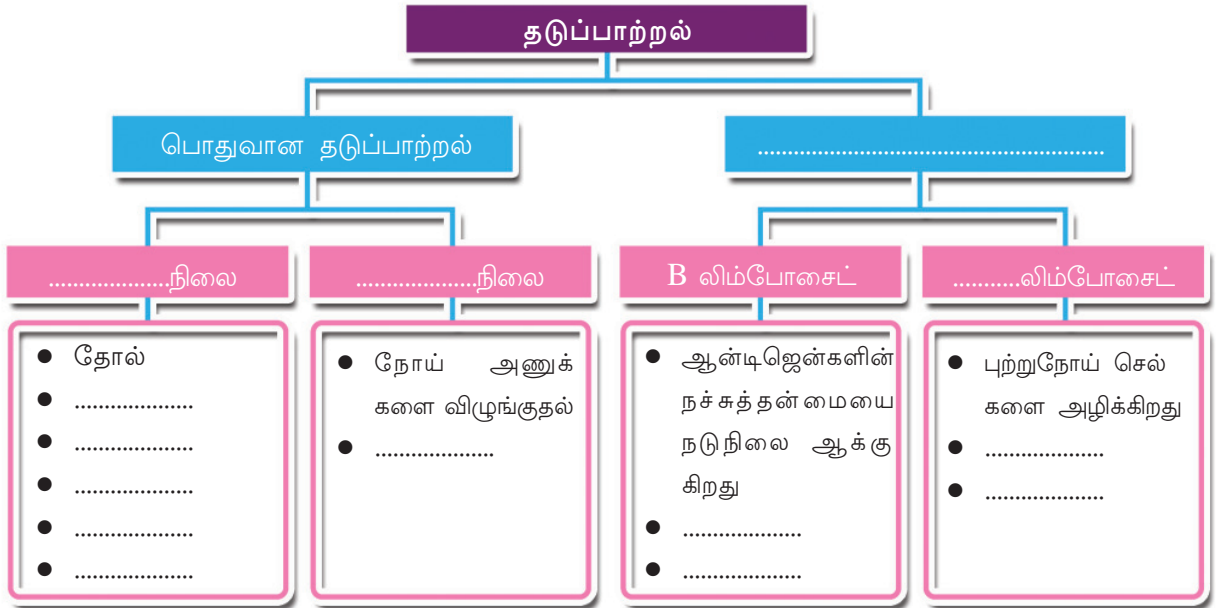 தடுப்பாற்றல்
பொதுவான தடுப்பாற்றல்
..........................................................
....................நிலை
....................நிலை
B லிம்போசைட்
...........லிம்போசைட்
● தோல்
● ....................
● ....................
● ....................
● ....................
● ....................
● நோய் அணுக்
களை விழுங்குதல்
● ....................
● ஆன்டிஜென்களின்
நச்சுத்தன்மையை
நடுநிலை ஆக்கு
கிறது
● ....................
● ....................
● புற்றுநோய் செல்
களை அழிக்கிறது
● ....................
● ....................